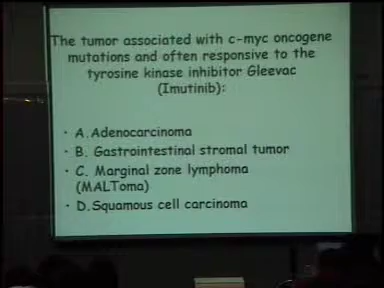 The tumor associated with c-myc oncogene
mutations and often responsive to the
tyrosine kinase inhibitor Gleevac
(Imutinib):
• A. Adenocarcinoma
• B. Gastrointestinal stromal tumor
• C. Marginal zone lymphoma
(MALToma)
• D. Squamous cell carcinoma